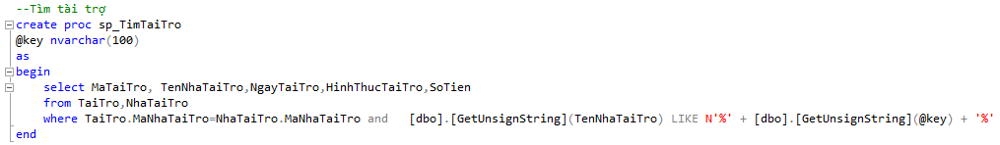 --Tìm tài trợ
create proc sp_TimTaiTro
@key nvarchar(100)
as
begin
select MaTaiTro, TenNhaTaiTro,NgayTaiTro,HinhThucTaiTro,SoTien
from TaiTro,NhaTaiTro
where TaiTro.MaNhaTaiTro=NhaTaiTro.MaNhaTaiTro and   [dbo].[GetUnsignString](TenNhaTaiTro) LIKE N'%' + [dbo].[GetUnsignString](@key) + '%'
end